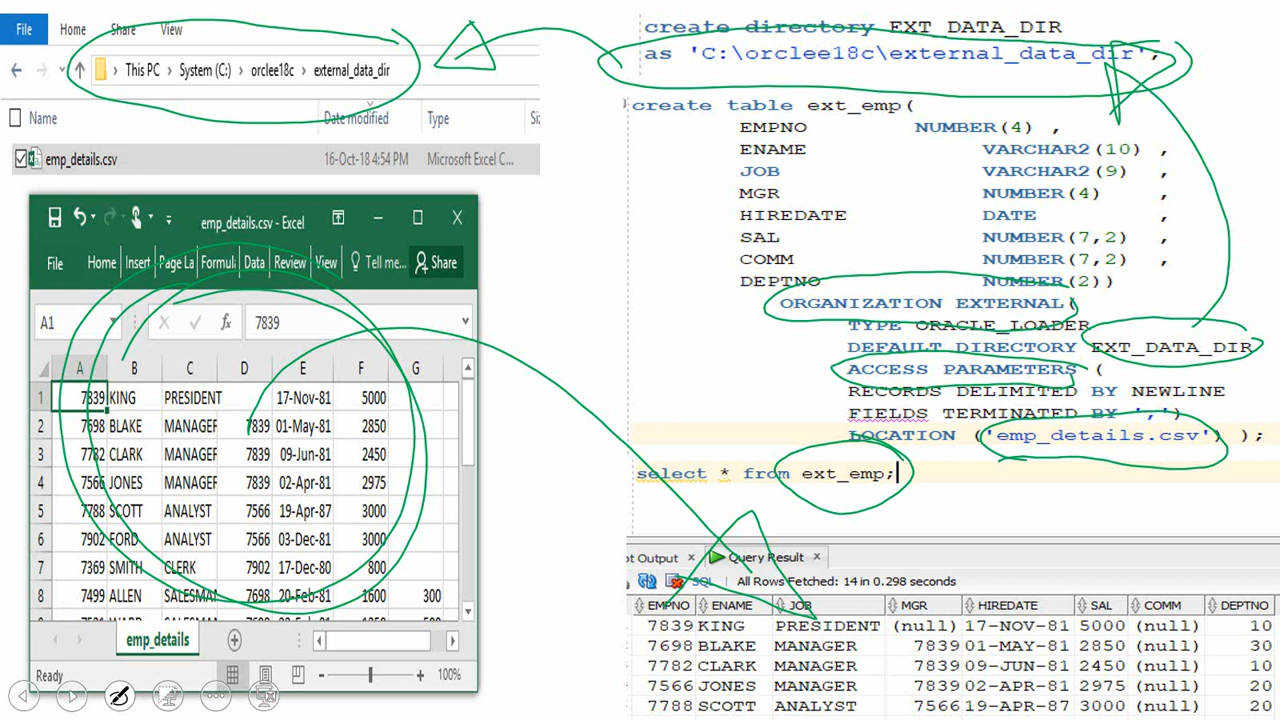 File Home Share View
This PC › System (C:) › orclee18c › external_data_dir
Name Date modified Type
emp_details.csv 16-Oct-18 4:54 PM Microsoft Excel C...
emp_details.csv - Excel
File Home Insert Page La Formula Data Review View Tell me... Share
A1 fx 7839
A B C D E F G
1 7839 KING PRESIDENT 17-Nov-81 5000
2 7698 BLAKE MANAGER 7839 01-May-81 2850
3 7782 CLARK MANAGER 7839 09-Jun-81 2450
4 7566 JONES MANAGER 7839 02-Apr-81 2975
5 7788 SCOTT ANALYST 7566 19-Apr-87 3000
6 7902 FORD ANALYST 7566 03-Dec-81 3000
7 7369 SMITH CLERK 7902 17-Dec-80 800
8 7499 ALLEN SALESMAN 7698 20-Feb-81 1600 300
emp_details
Ready 100%
create directory EXT_DATA_DIR
as 'C:\orclee18c\external_data_dir';
create table ext_emp(
EMPNO NUMBER(4) ,
ENAME VARCHAR2(10) ,
JOB VARCHAR2(9) ,
MGR NUMBER(4) ,
HIREDATE DATE ,
SAL NUMBER(7,2) ,
COMM NUMBER(7,2) ,
DEPTNO NUMBER(2))
ORGANIZATION EXTERNAL(
TYPE ORACLE_LOADER
DEFAULT DIRECTORY EXT_DATA_DIR
ACCESS PARAMETERS (
RECORDS DELIMITED BY NEWLINE
FIELDS TERMINATED BY ',')
LOCATION ('emp_details.csv') );
select * from ext_emp;
pt Output × Query Result ×
SQL All Rows Fetched: 14 in 0.298 seconds
EMPNO ENAME JOB MGR HIREDATE SAL COMM DEPTNO
7839 KING PRESIDENT (null) 17-NOV-81 5000 (null) 10
7698 BLAKE MANAGER 7839 01-MAY-81 2850 (null) 30
7782 CLARK MANAGER 7839 09-JUN-81 2450 (null) 10
7566 JONES MANAGER 7839 02-APR-81 2975 (null) 20
7788 SCOTT ANALYST 7566 19-APR-87 3000 (null) 20